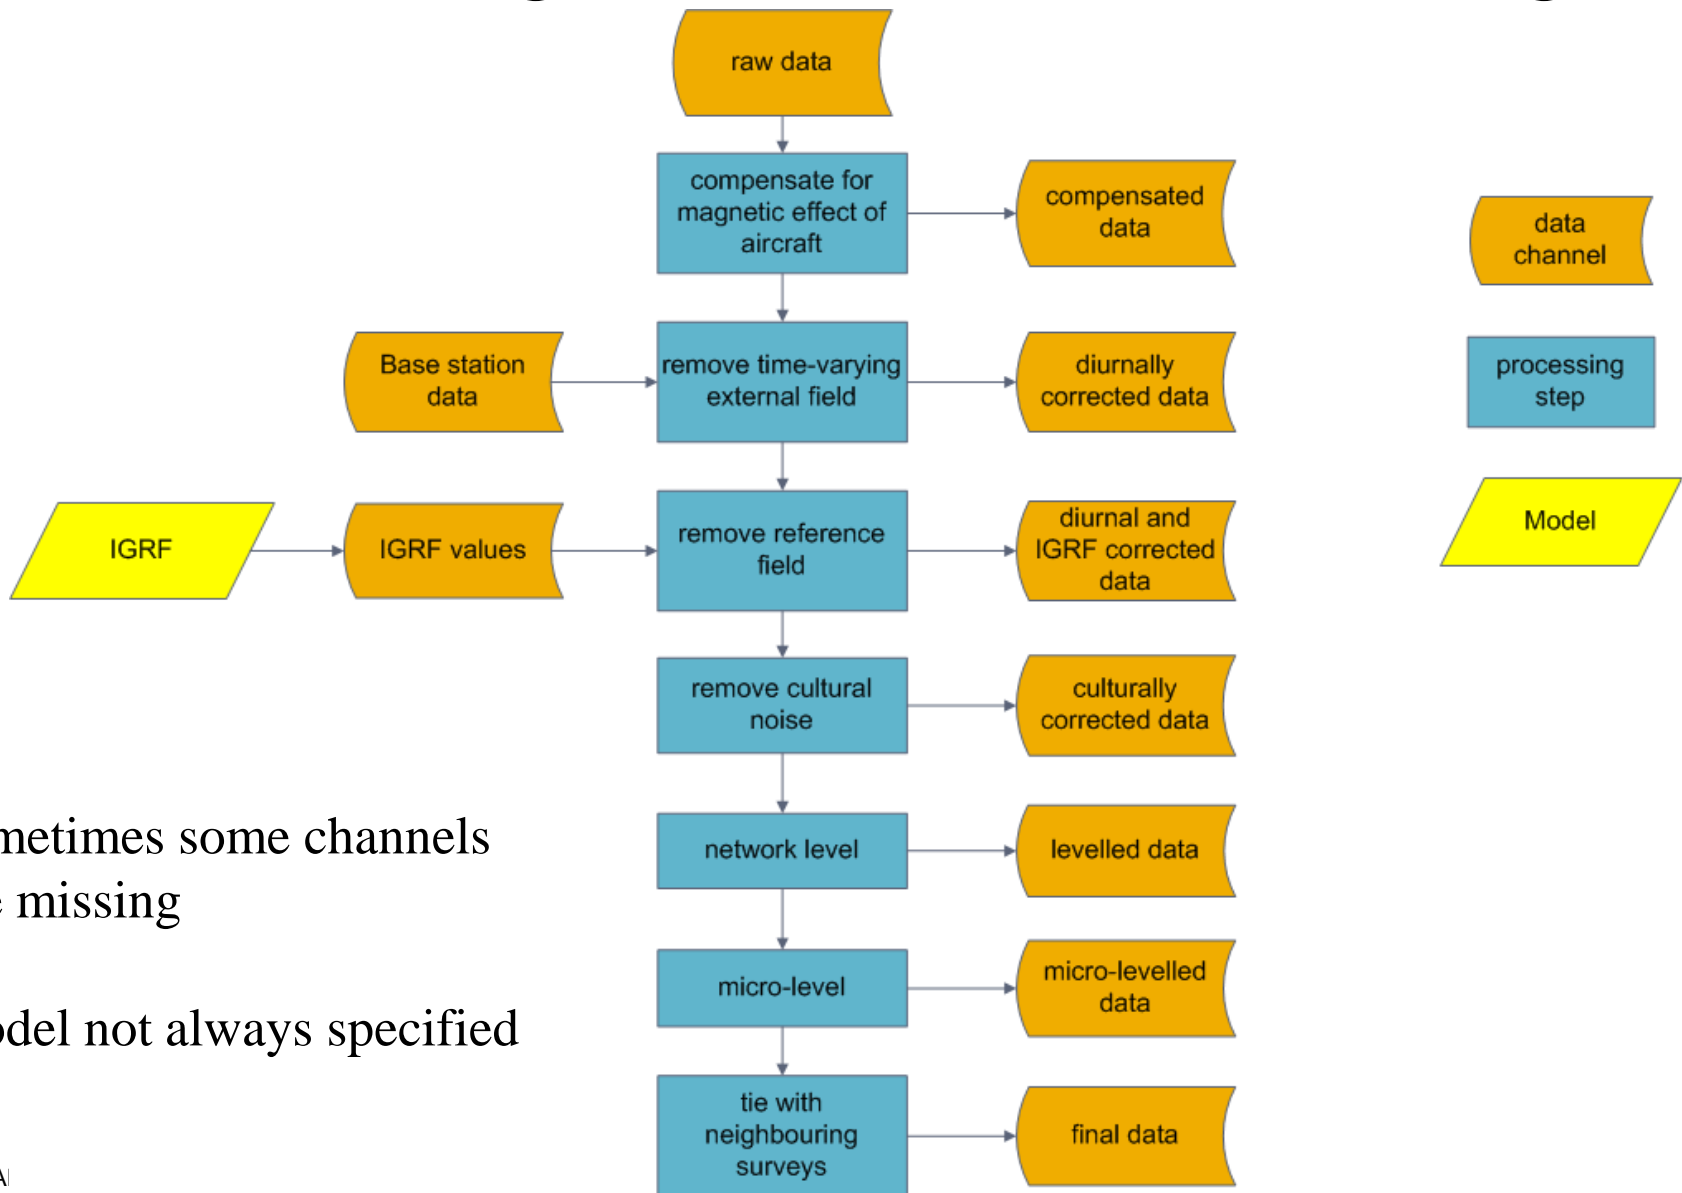 raw data
compensate for
magnetic effect of
aircraft
compensated
data
data
channel
Base station
data
remove time-varying
external field
diurnally
corrected data
processing
step
IGRF
IGRF values
remove reference
field
diurnal and
IGRF corrected
data
Model
remove cultural
noise
culturally
corrected data
metimes some channels
missing
network level
levelled data
micro-level
micro-levelled
data
del not always specified
tie with
neighbouring
surveys
final data